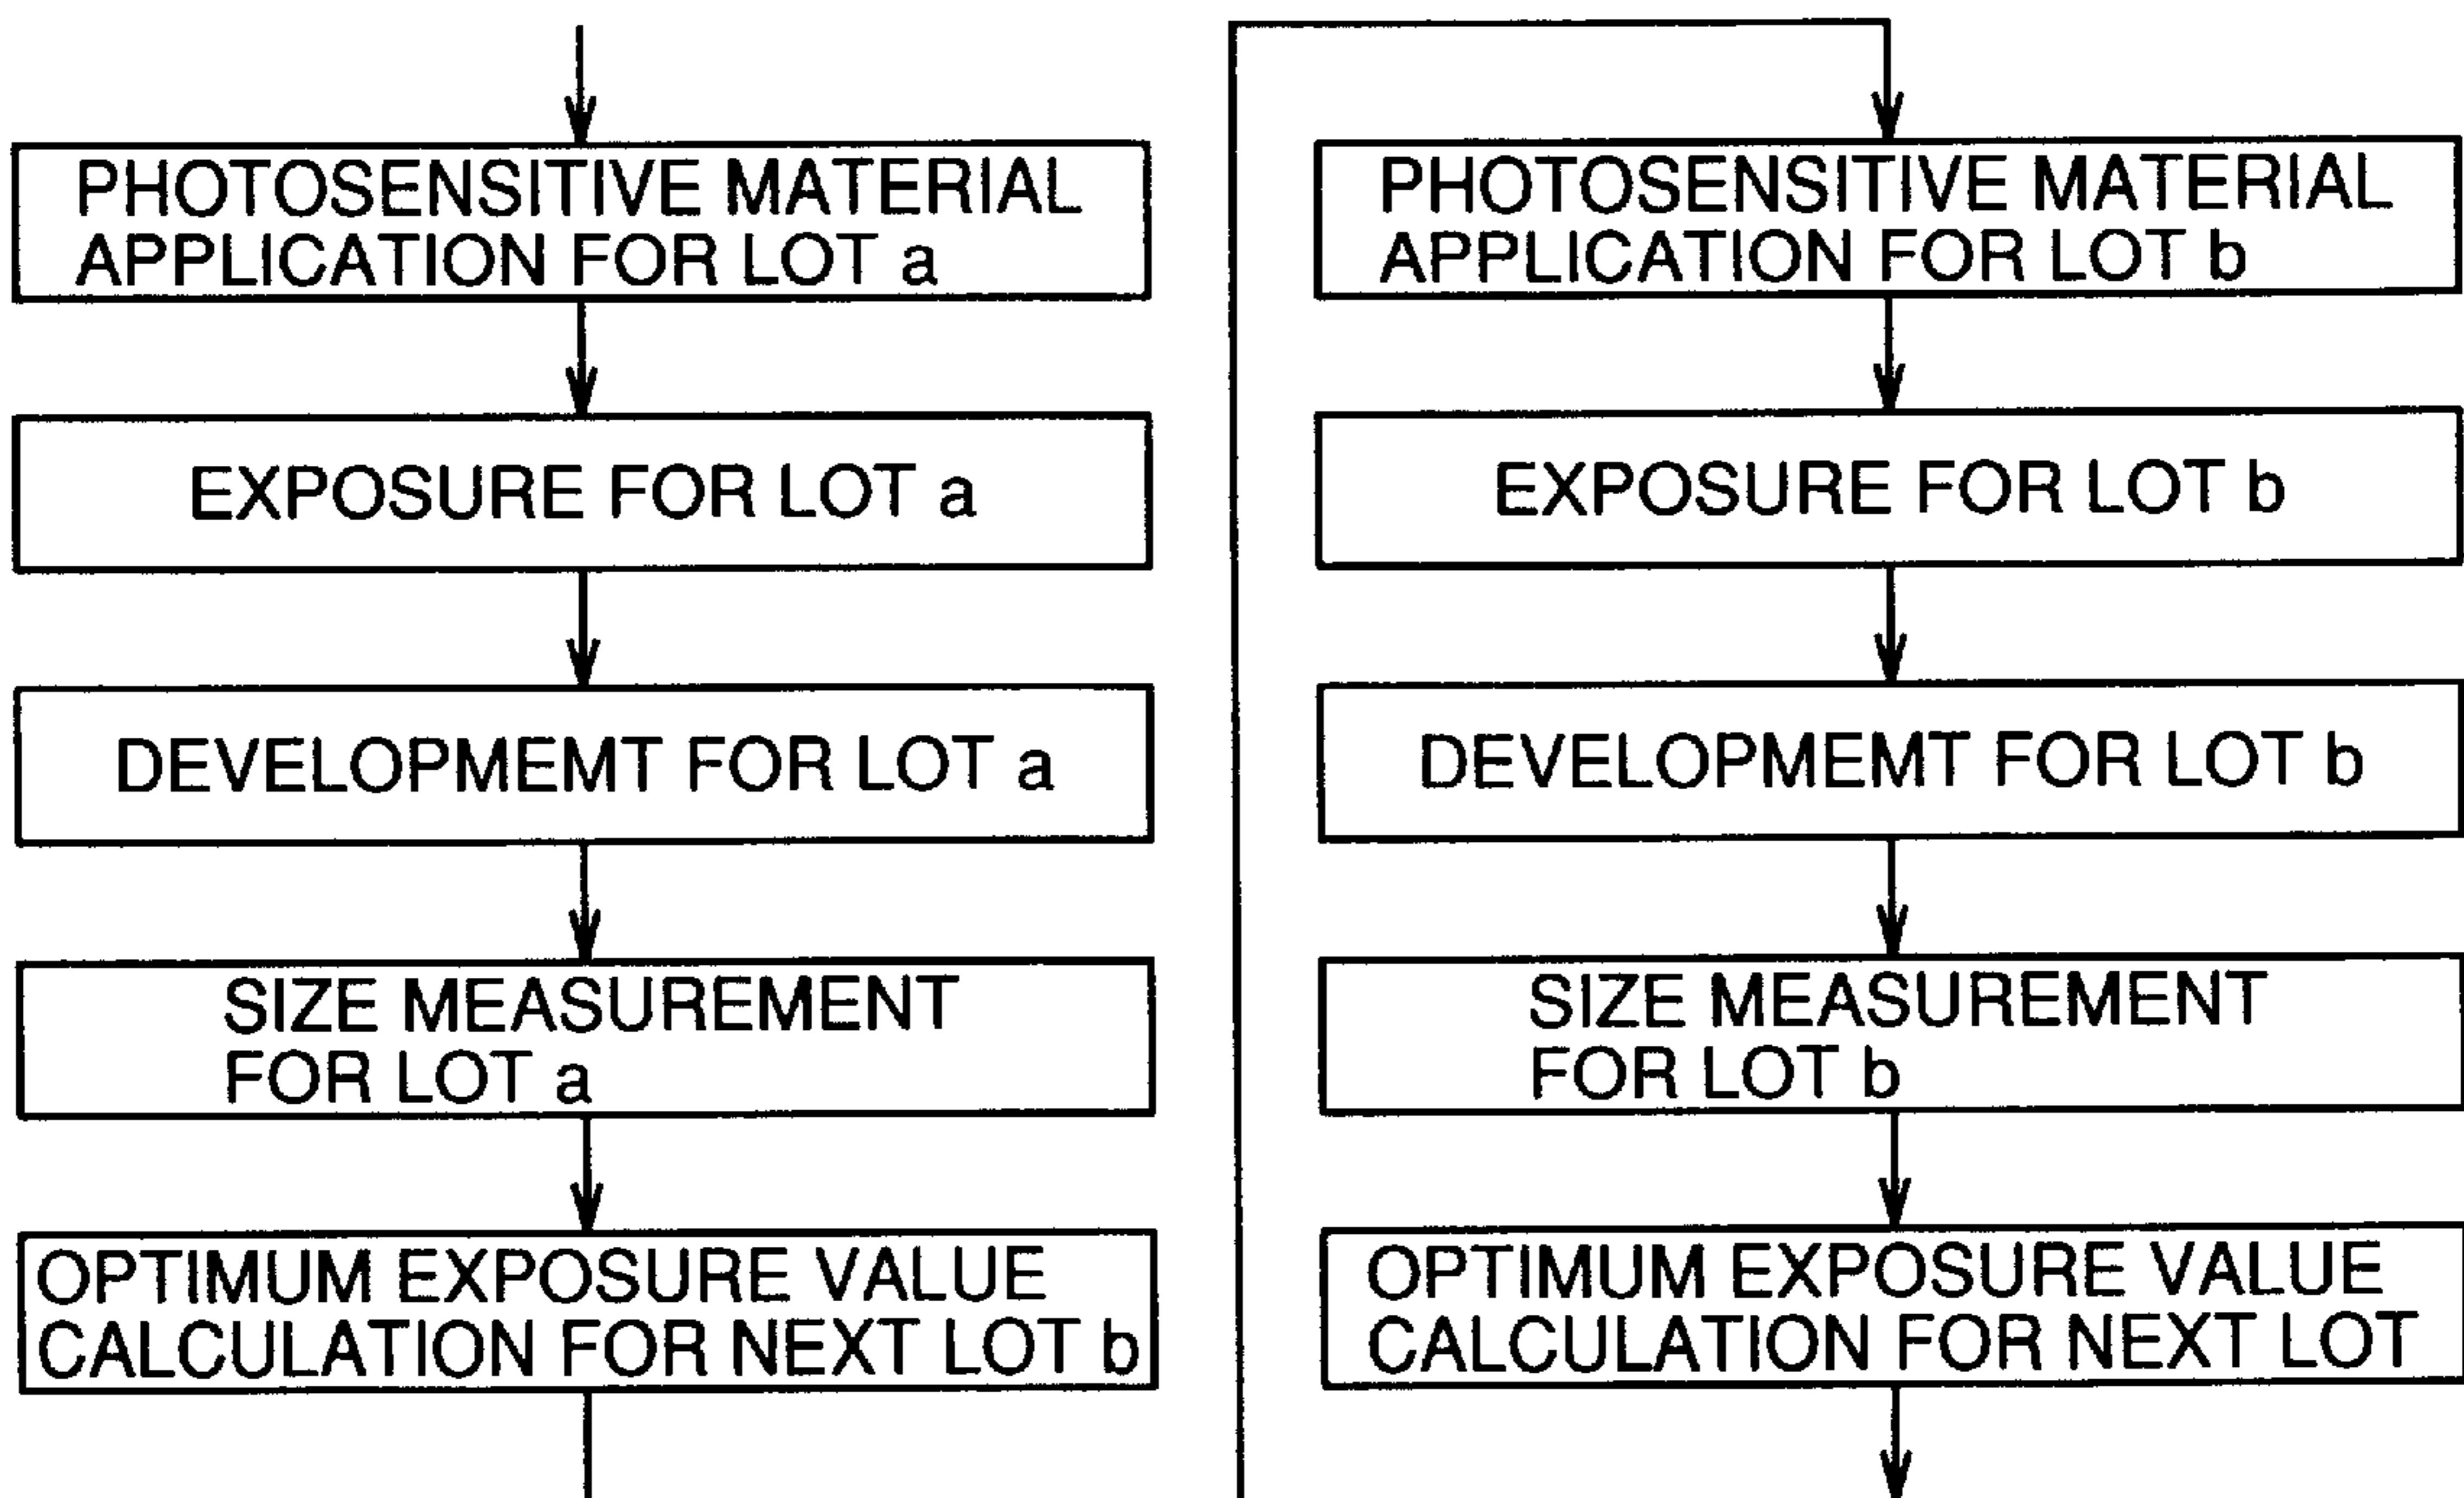 PHOTOSENSITIVE MATERIAL
APPLICATION FOR LOT a
EXPOSURE FOR LOT a
DEVELOPMEMT FOR LOT a
SIZE MEASUREMENT
FOR LOT a
OPTIMUM EXPOSURE VALUE
CALCULATION FOR NEXT LOT b
PHOTOSENSITIVE MATERIAL
APPLICATION FOR LOT b
EXPOSURE FOR LOT b
DEVELOPMEMT FOR LOT b
SIZE MEASUREMENT
FOR LOT b
OPTIMUM EXPOSURE VALUE
CALCULATION FOR NEXT LOT